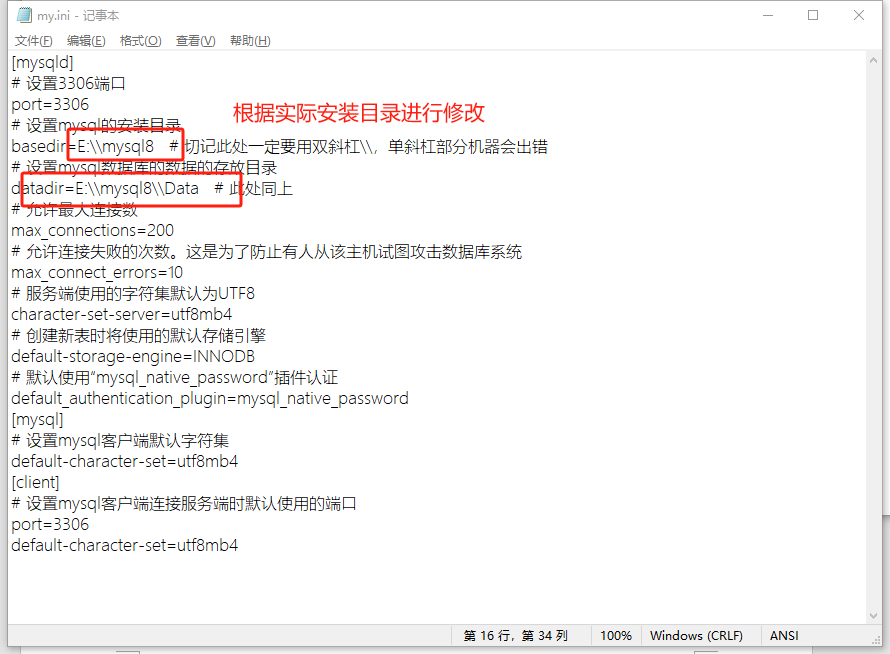 my.ini - 记事本
文件(F) 编辑(E) 格式(O) 查看(V) 帮助(H)
[mysqld]
# 设置3306端口
port=3306
根据实际安装目录进行修改
# 设置mysql的安装目录
basedir=E:\\mysql8 # 切记此处一定要用双斜杠\\，单斜杠部分机器会出错
# 设置mysql数据库的数据的存放目录
datadir=E:\\mysql8\\Data # 此处同上
# 允许最大连接数
max_connections=200
# 允许连接失败的次数。这是为了防止有人从该主机试图攻击数据库系统
max_connect_errors=10
# 服务端使用的字符集默认为UTF8
character-set-server=utf8mb4
# 创建新表时将使用的默认存储引擎
default-storage-engine=INNODB
# 默认使用“mysql_native_password”插件认证
default_authentication_plugin=mysql_native_password
[mysql]
# 设置mysql客户端默认字符集
default-character-set=utf8mb4
[client]
# 设置mysql客户端连接服务端时默认使用的端口
port=3306
default-character-set=utf8mb4
第 16 行，第 34 列 100% Windows (CRLF) ANSI